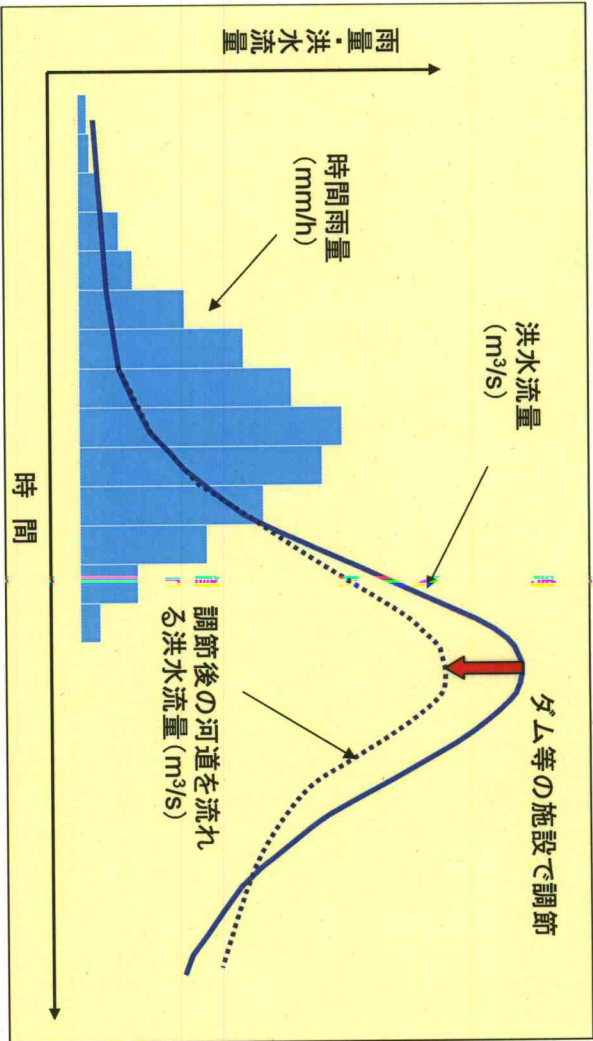 雨量・洪水流量
ダム等の施設で調節
洪水流量
(m³/s)
時間雨量
(mm/h)
調節後の河道を流れ
る洪水流量(m³/s)
時 間